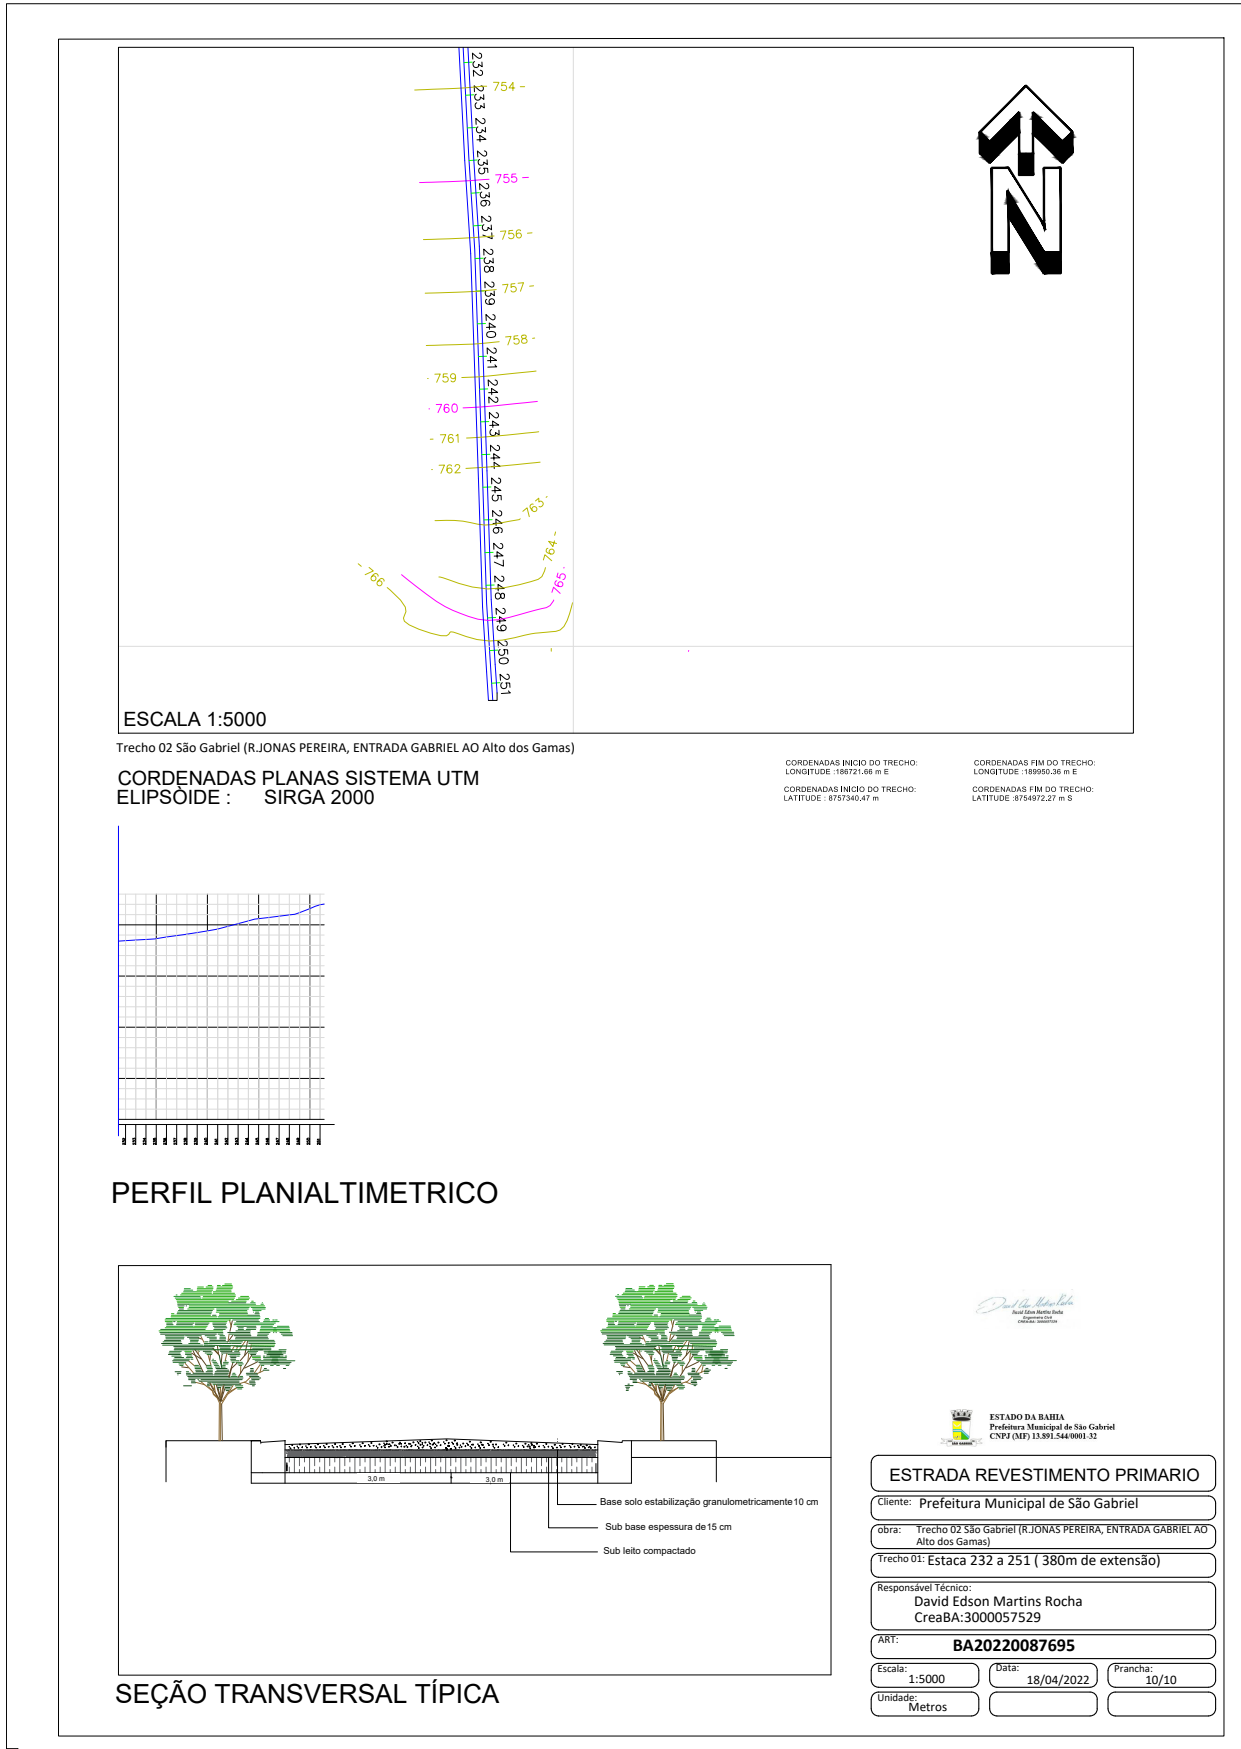 232
754
233
234
235
755
236
237
756
238
239
757
240
758
241
759
242
760
243
761
244
762
245
763
246
764
247
766
765
248
249
250
251
N
ESCALA 1:5000
Trecho 02 São Gabriel (R.JONAS PEREIRA, ENTRADA GABRIEL AO Alto dos Gamas)
CORDENADAS PLANAS SISTEMA UTM
ELIPSÒIDE : SIRGA 2000
CORDENADAS INICIO DO TRECHO:
LONGITUDE :186721.66 m E
CORDENADAS INÍCIO DO TRECHO:
LATITUDE : 8757340.47 m
CORDENADAS FIM DO TRECHO:
LONGITUDE :189950.36 m E
CORDENADAS FIM DO TRECHO:
LATITUDE :8754972.27 m S
PERFIL PLANIALTIMETRICO
3,0 m
3,0 m
Base solo estabilização granulometricamente 10 cm
Sub base espessura de 15 cm
Sub leito compactado
SEÇÃO TRANSVERSAL TÍPICA
David Edson Martins Rocha
Engenheiro Civil
ESTADO DA BAHIA
Prefeitura Municipal de São Gabriel
CNPJ (MF) 13.891.544/0001-32
SÃO GABRIEL
ESTRADA REVESTIMENTO PRIMARIO
Cliente: Prefeitura Municipal de São Gabriel
obra: Trecho 02 São Gabriel (R.JONAS PEREIRA, ENTRADA GABRIEL AO
Alto dos Gamas)
Trecho 01: Estaca 232 a 251 ( 380m de extensão)
Responsável Técnico:
David Edson Martins Rocha
CreaBA:3000057529
ART: BA20220087695
Escala: 1:5000
Data: 18/04/2022
Prancha: 10/10
Unidade: Metros